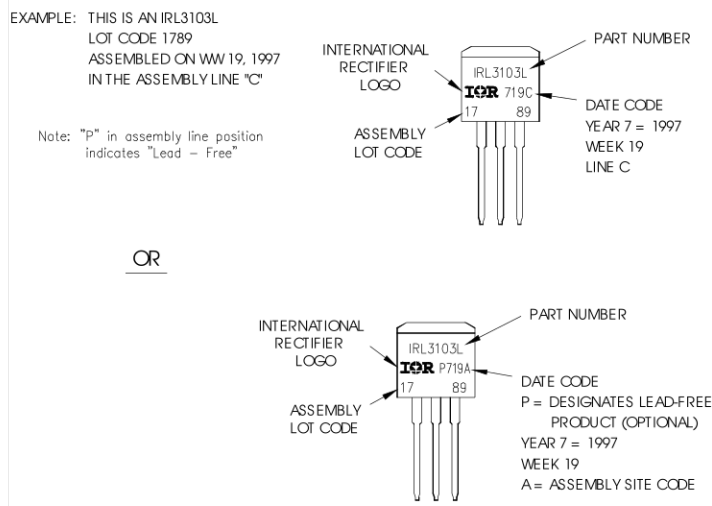 EXAMPLE: THIS IS AN IRL3103L
LOT CODE 1789
ASSEMBLED ON WW 19, 1997
IN THE ASSEMBLY LINE "C"
Note: "P" in assembly line position
indicates "Lead - Free"
INTERNATIONAL
RECTIFIER
LOGO
ASSEMBLY
LOT CODE
IRL3103L
IOR 719C
17 89
PART NUMBER
DATE CODE
YEAR 7 = 1997
WEEK 19
LINE C
OR
INTERNATIONAL
RECTIFIER
LOGO
ASSEMBLY
LOT CODE
IRL3103L
IOR P719A
17 89
PART NUMBER
DATE CODE
P = DESIGNATES LEAD-FREE
PRODUCT (OPTIONAL)
YEAR 7 = 1997
WEEK 19
A = ASSEMBLY SITE CODE